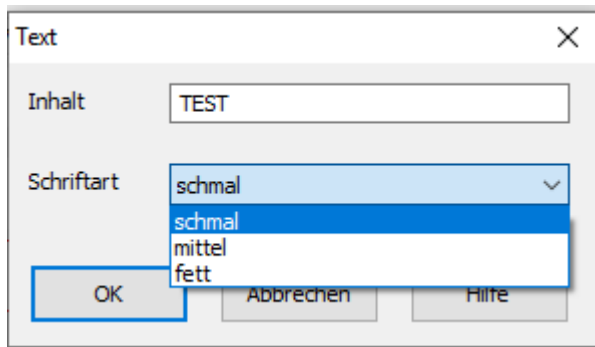 Text
Inhalt TEST
Schriftart schmal
schmal
mittel
fett
OK Abbrechen Hilfe